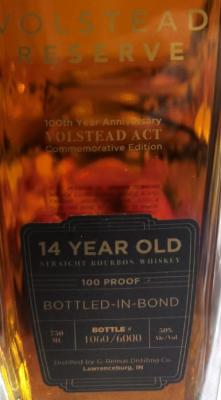 VOLSTEAD
RESERVE
100th Year Anniversary
VOLSTEAD ACT
Commemorative Edition
14 YEAR OLD
STRAIGHT BOURBON WHISKEY
100 PROOF
BOTTLED-IN-BOND
750 BOTTLE # 50%
Ml 1060/6000 Alc/Vol
Distilled by G. Remus Distilling Co.
Lawrenceburg, IN